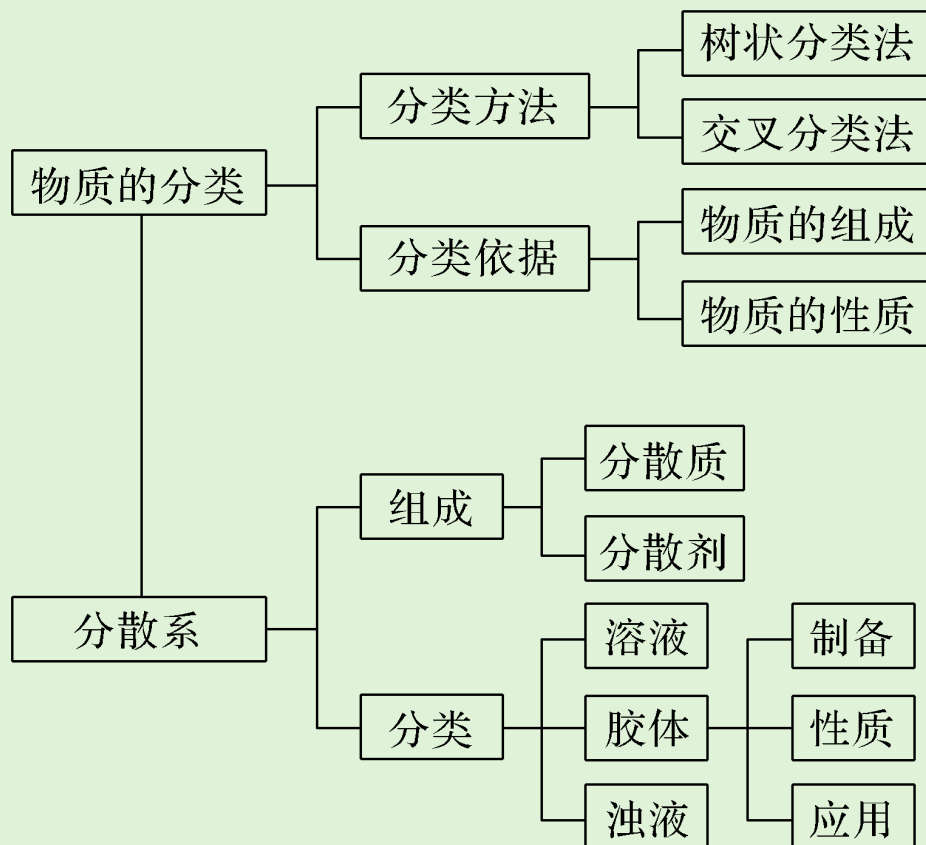 物质的分类
分类方法
树状分类法
交叉分类法
分类依据
物质的组成
物质的性质
分散系
组成
分散质
分散剂
分类
溶液
胶体
制备
性质
应用
浊液